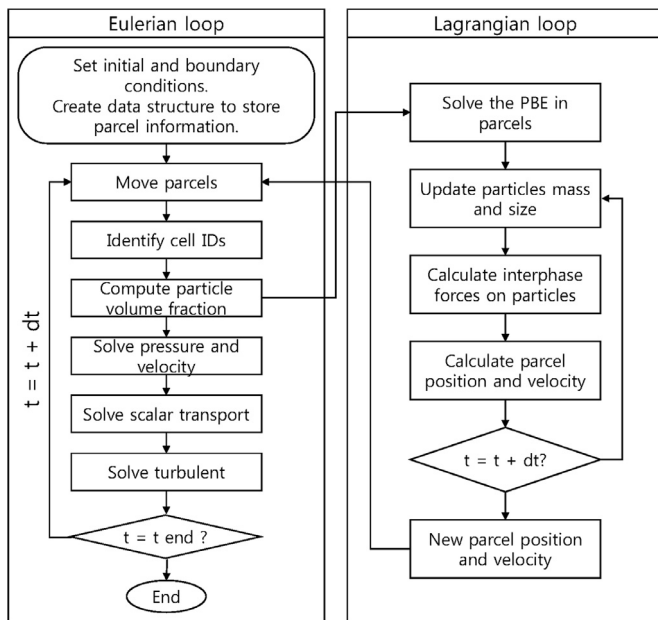 Eulerian loop
Set initial and boundary
conditions.
Create data structure to store
parcel information.
Move parcels
Identify cell IDs
Compute particle
volume fraction
Solve pressure and
velocity
Solve scalar transport
Solve turbulent
t = t end ?
End
t = t + dt
Lagrangian loop
Solve the PBE in
parcels
Update particles mass
and size
Calculate interphase
forces on particles
Calculate parcel
position and velocity
t = t + dt?
New parcel position
and velocity